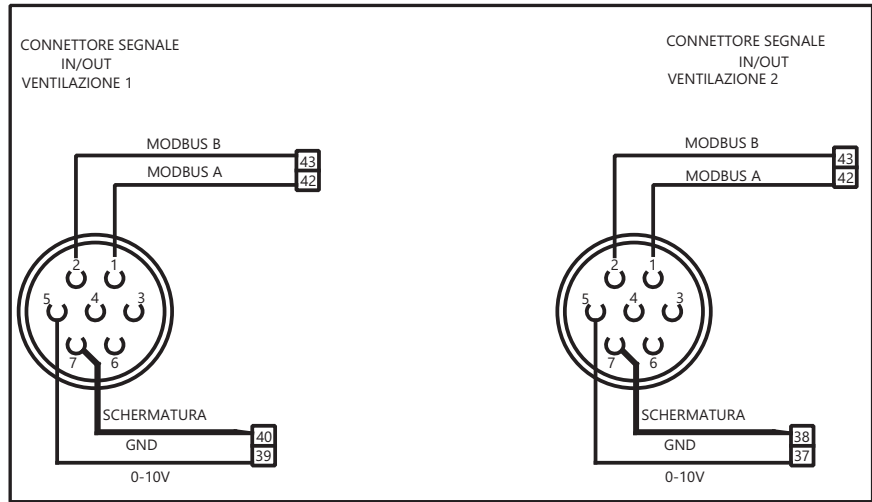 CONNETTORE SEGNALE
IN/OUT
VENTILAZIONE 1
MODBUS B
43
MODBUS A
42
2
1
5
4
3
7
6
SCHERMATURA
40
GND
39
0-10V
CONNETTORE SEGNALE
IN/OUT
VENTILAZIONE 2
MODBUS B
43
MODBUS A
42
2
1
5
4
3
7
6
SCHERMATURA
38
GND
37
0-10V